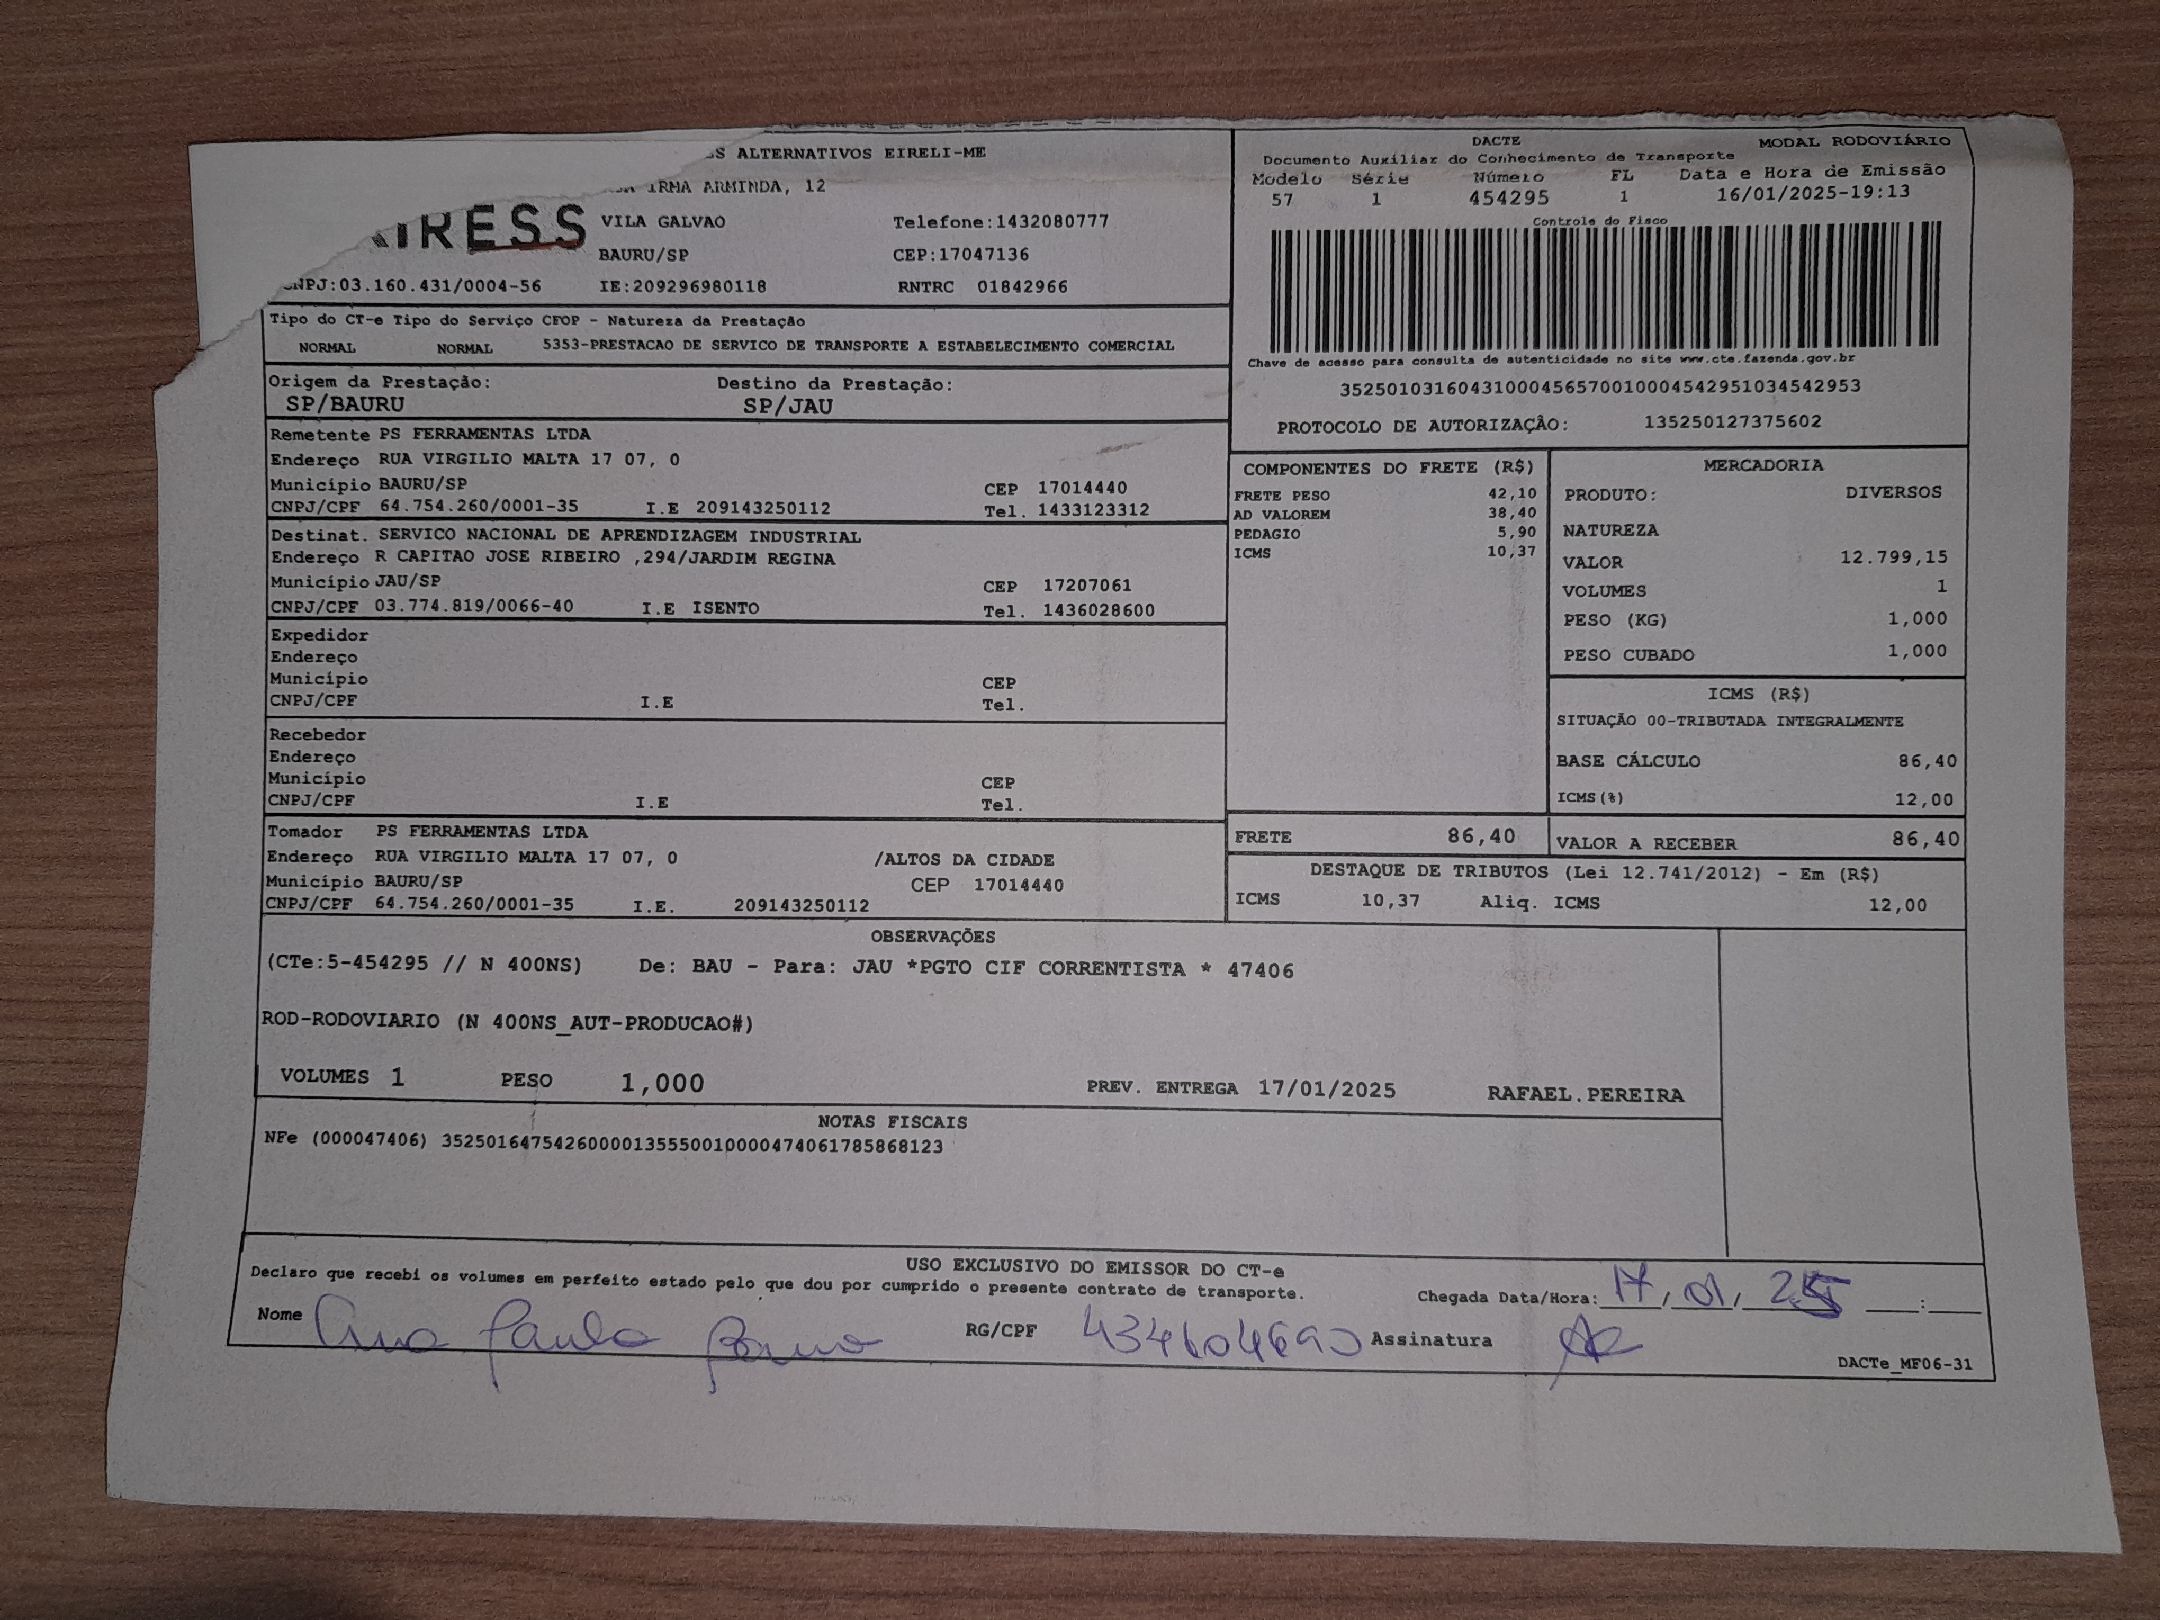 ALTERNATIVOS EIRELI-ME
IRMA ARMINDA, 12
VILA GALVAO Telefone:1432080777
BAURU/SP CEP:17047136
CNPJ:03.160.431/0004-56 IE:209296980118 RNTRC 01842966
DACTE MODAL RODOVIÁRIO
Documento Auxiliar do Conhecimento de Transporte
Modelo Série Número FL Data e Hora de Emissão
57 1 454295 1 16/01/2025-19:13
Controle do Fisco
Chave de acesso para consulta de autenticidade no site www.cte.fazenda.gov.br
35250103160431000456570010004542951034542953
PROTOCOLO DE AUTORIZAÇÂO: 135250127375602
Tipo do CT-e Tipo do Serviço CFOP - Natureza da Prestação
NORMAL NORMAL 5353-PRESTACAO DE SERVICO DE TRANSPORTE A ESTABELECIMENTO COMERCIAL
Origem da Prestação: Destino da Prestação:
SP/BAURU SP/JAU
Remetente PS FERRAMENTAS LTDA
Endereço RUA VIRGILIO MALTA 17 07, 0
Município BAURU/SP CEP 17014440
CNPJ/CPF 64.754.260/0001-35 I.E 209143250112 Tel. 1433123312
Destinat. SERVICO NACIONAL DE APRENDIZAGEM INDUSTRIAL
Endereço R CAPITAO JOSE RIBEIRO ,294/JARDIM REGINA
Município JAU/SP CEP 17207061
CNPJ/CPF 03.774.819/0066-40 I.E ISENTO Tel. 1436028600
Expedidor
Endereço
Município CEP
CNPJ/CPF I.E Tel.
Recebedor
Endereço
Município CEP
CNPJ/CPF I.E Tel.
Tomador PS FERRAMENTAS LTDA
Endereço RUA VIRGILIO MALTA 17 07, 0 /ALTOS DA CIDADE
Município BAURU/SP CEP 17014440
CNPJ/CPF 64.754.260/0001-35 I.E. 209143250112
COMPONENTES DO FRETE (R$)
FRETE PESO 42,10
AD VALOREM 38,40
PEDAGIO 5,90
ICMS 10,37
MERCADORIA
PRODUTO: DIVERSOS
NATUREZA
VALOR 12.799,15
VOLUMES 1
PESO (KG) 1,000
PESO CUBADO 1,000
ICMS (R$)
SITUAÇÃO 00-TRIBUTADA INTEGRALMENTE
BASE CÁLCULO 86,40
ICMS(%) 12,00
FRETE 86,40 VALOR A RECEBER 86,40
DESTAQUE DE TRIBUTOS (Lei 12.741/2012) - Em (R$)
ICMS 10,37 Aliq. ICMS 12,00
OBSERVAÇÕES
(CTe:5-454295 // N 400NS) De: BAU - Para: JAU *PGTO CIF CORRENTISTA * 47406
ROD-RODOVIARIO (N 400NS_AUT-PRODUCAO#)
VOLUMES 1 PESO 1,000 PREV. ENTREGA 17/01/2025 RAFAEL.PEREIRA
NOTAS FISCAIS
NFe (000047406) 35250164754260000135550010000474061785868123
USO EXCLUSIVO DO EMISSOR DO CT-e
Declaro que recebi os volumes em perfeito estado pelo que dou por cumprido o presente contrato de transporte.
Chegada Data/Hora: 17, 01, 25 ___:___
Nome Ana Paula RG/CPF 434604690 Assinatura
DACTe_MF06-31